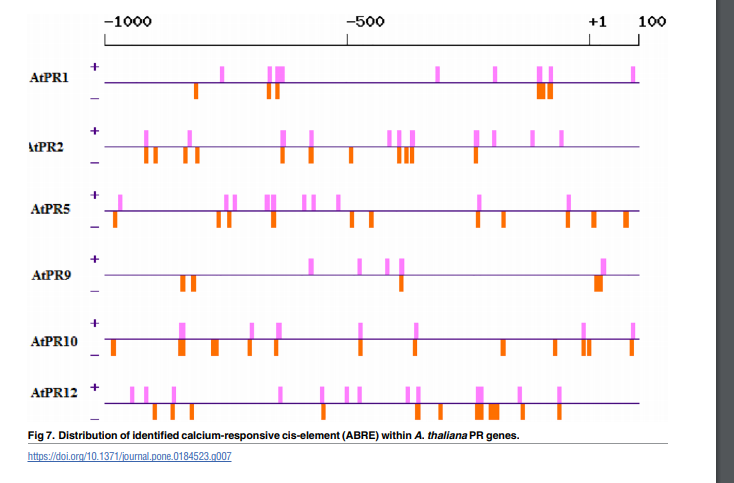 -1000 -500 +1 100
AtPR1 + −
AtPR2 + −
AtPR5 + −
AtPR9 + −
AtPR10 + −
AtPR12 + −
Fig 7. Distribution of identified calcium-responsive cis-element (ABRE) within A. thaliana PR genes.
https://doi.org/10.1371/journal.pone.0184523.g007